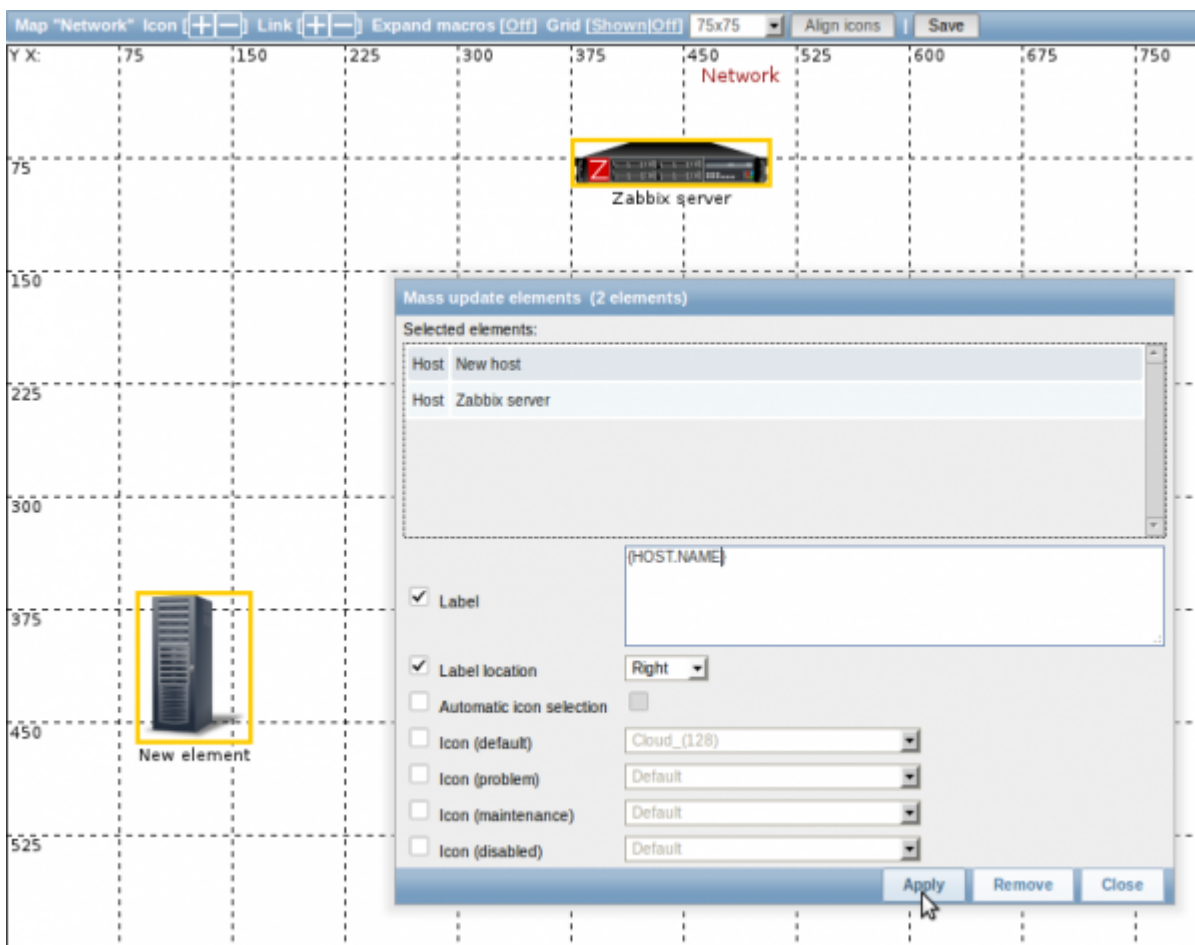 Map "Network" Icon [+|-] Link [+|-] Expand macros [Off] Grid [Shown|Off] 75x75 Align icons | Save
Y X: 75 150 225 300 375 450 525 600 675 750
Network
75
Z
Zabbix server
150
Mass update elements (2 elements)
Selected elements:
Host New host
225
Host Zabbix server
300
{HOST.NAME}
Label
375
Label location Right
Automatic icon selection
450
Icon (default) Cloud_(128)
New element
Icon (problem) Default
Icon (maintenance) Default
525
Icon (disabled) Default
Apply Remove Close